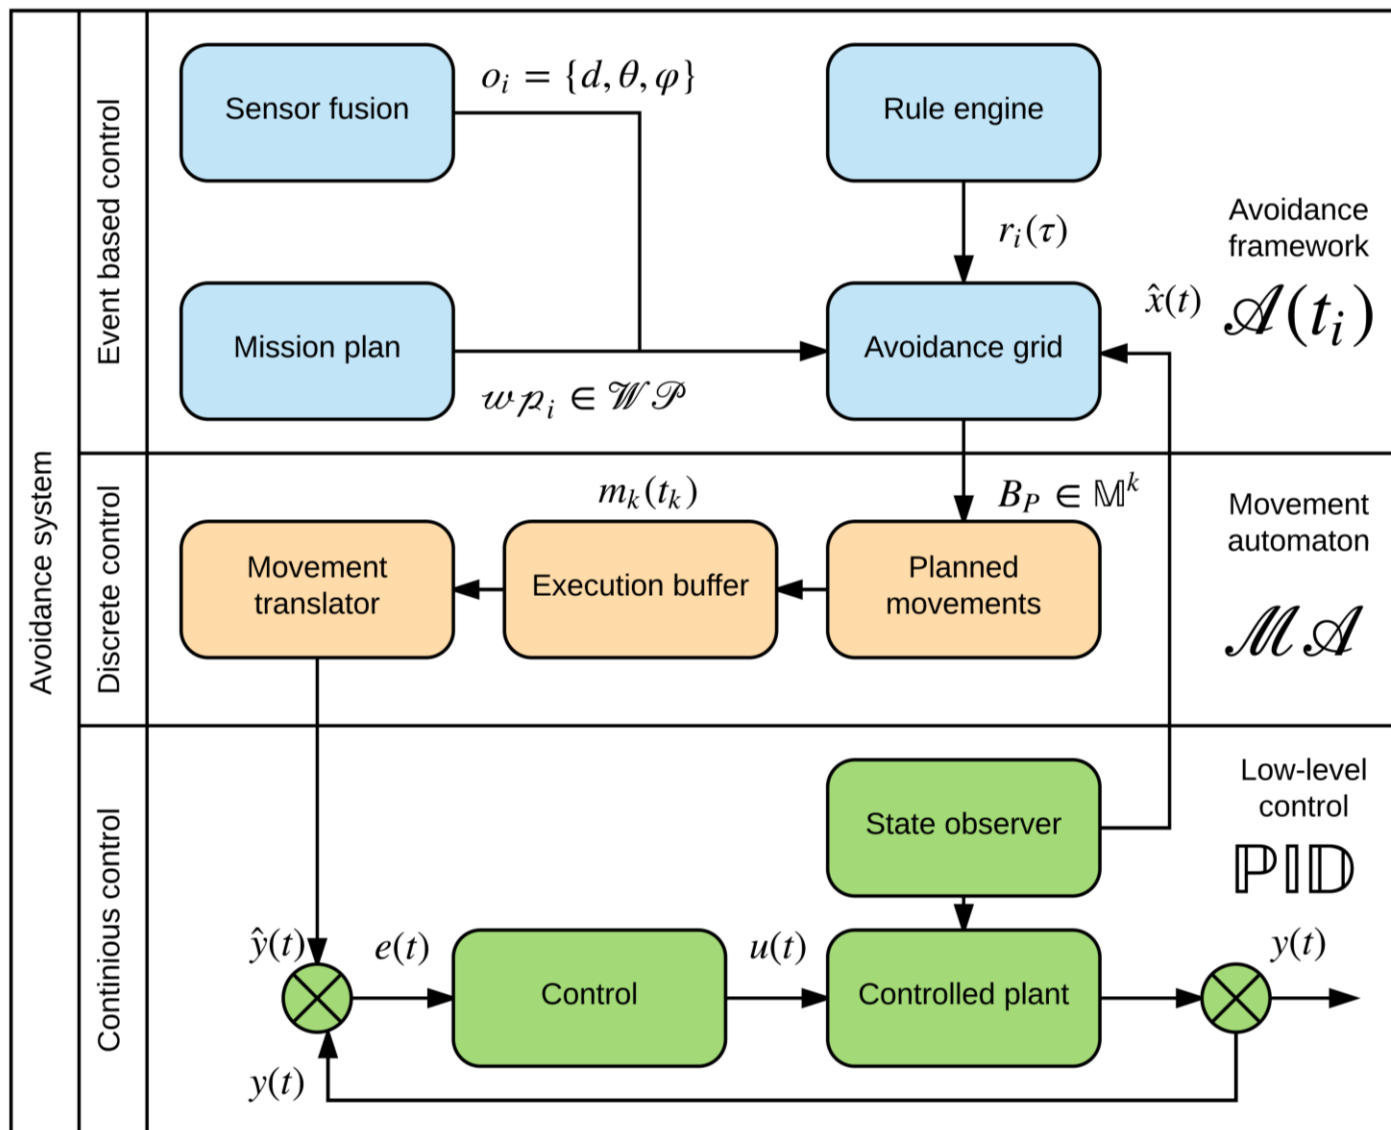 Avoidance system
Event based control
Sensor fusion
oᵢ = {d, θ, φ}
Rule engine
rᵢ(τ)
Avoidance
framework
𝒜(tᵢ)
x̂(t)
Mission plan
𝓌𝓅ᵢ ∈ 𝒲𝒫
Avoidance grid
Discrete control
mₖ(tₖ)
B_P ∈ 𝕄ᵏ
Movement
automaton
ℳ𝒜
Movement
translator
Execution buffer
Planned
movements
Continious control
State observer
Low-level
control
ℙ𝕀𝔻
ŷ(t)
e(t)
Control
u(t)
Controlled plant
y(t)
y(t)